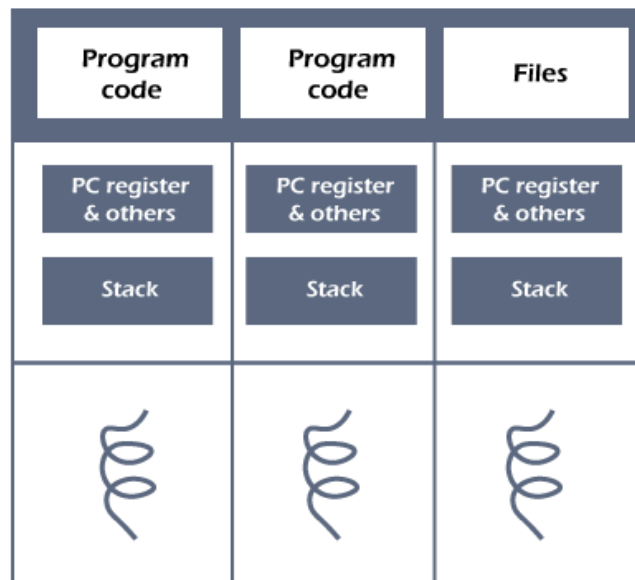 Program
code
Program
code
Files
PC register
& others
PC register
& others
PC register
& others
Stack
Stack
Stack